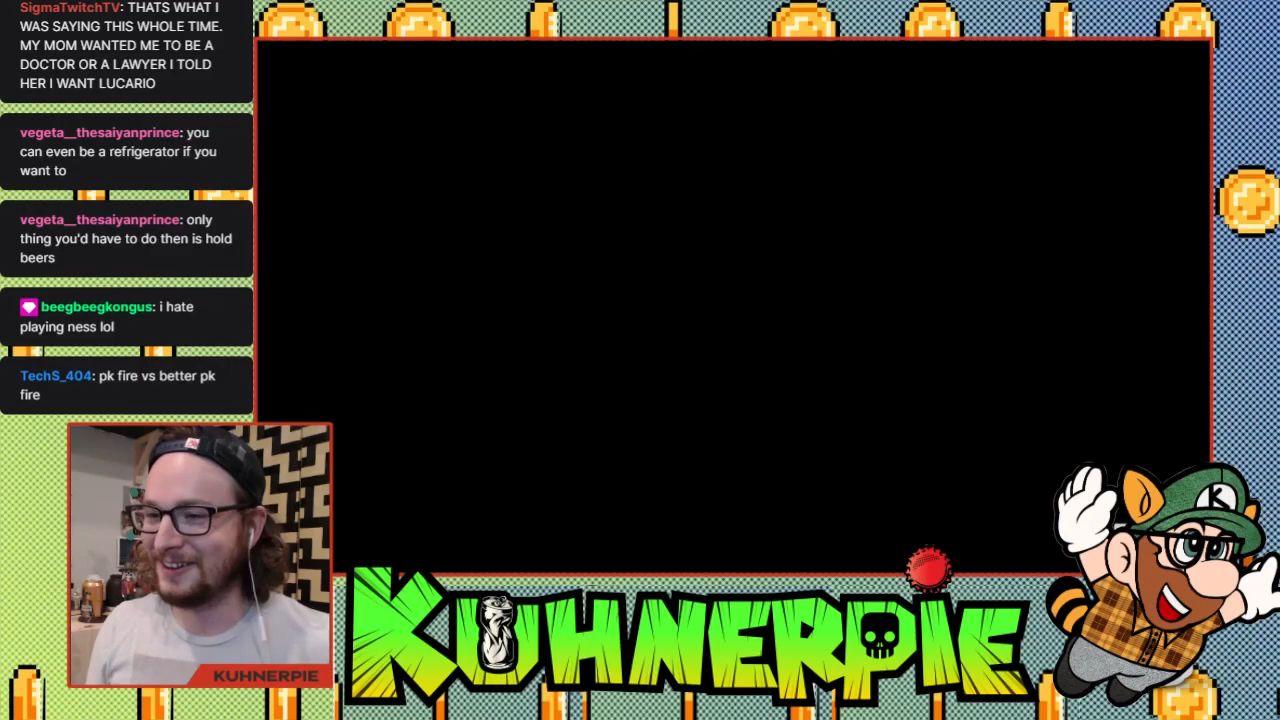 SigmaTwitchTV: THATS WHAT I
WAS SAYING THIS WHOLE TIME.
MY MOM WANTED ME TO BE A
DOCTOR OR A LAWYER I TOLD
HER I WANT LUCARIO
vegeta__thesaiyanprince: you
can even be a refrigerator if you
want to
vegeta__thesaiyanprince: only
thing you'd have to do then is hold
beers
beegbeegkongus: i hate
playing ness lol
TechS_404: pk fire vs better pk
fire
KUHNERPIE
KUHNERPIE
K